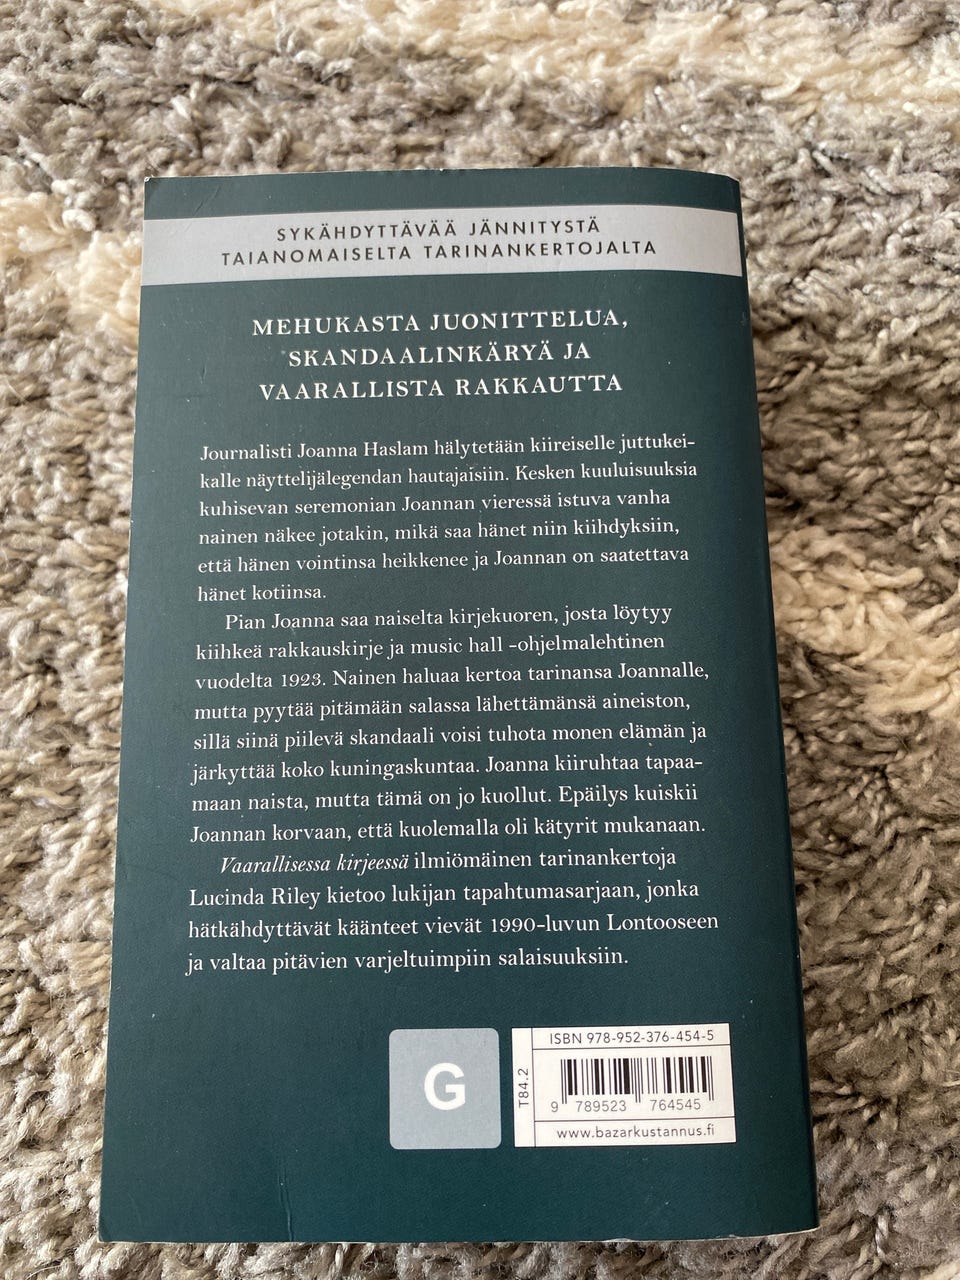 SYKÄHDYTTÄVÄÄ JÄNNITYSTÄ
TAIANOMAISELTA TARINANKERTOJALTA
MEHUKASTA JUONITTELUA,
SKANDAALINKÄRYÄ JA
VAARALLISTA RAKKAUTTA
Journalisti Joanna Haslam hälytetään kiireiselle juttukei-
kalle näyttelijälegendan hautajaisiin. Kesken kuuluisuuksia
kuhisevan seremonian Joannan vieressä istuva vanha
nainen näkee jotakin, mikä saa hänet niin kiihdyksiin,
että hänen vointinsa heikkenee ja Joannan on saatettava
hänet kotiinsa.
Pian Joanna saa naiselta kirjekuoren, josta löytyy
kiihkeä rakkauskirje ja music hall -ohjelmalehtinen
vuodelta 1923. Nainen haluaa kertoa tarinansa Joannalle,
mutta pyytää pitämään salassa lähettämänsä aineiston,
sillä siinä piilevä skandaali voisi tuhota monen elämän ja
järkyttää koko kuningaskuntaa. Joanna kiiruhtaa tapaa-
maan naista, mutta tämä on jo kuollut. Epäilys kuiskii
Joannan korvaan, että kuolemalla oli kätyrit mukanaan.
Vaarallisessa kirjeessä ilmiömäinen tarinankertoja
Lucinda Riley kietoo lukijan tapahtumasarjaan, jonka
hätkähdyttävät käänteet vievät 1990-luvun Lontooseen
ja valtaa pitävien varjeltuimpiin salaisuuksiin.
G
T84.2
ISBN 978-952-376-454-5
9 789523 764545
www.bazarkustannus.fi